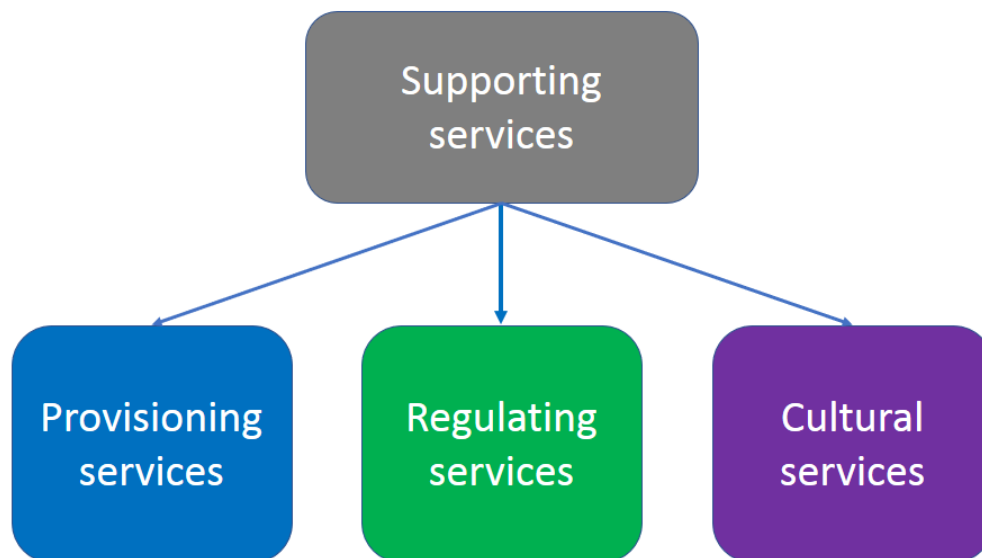 Supporting
services
Provisioning
services
Regulating
services
Cultural
services